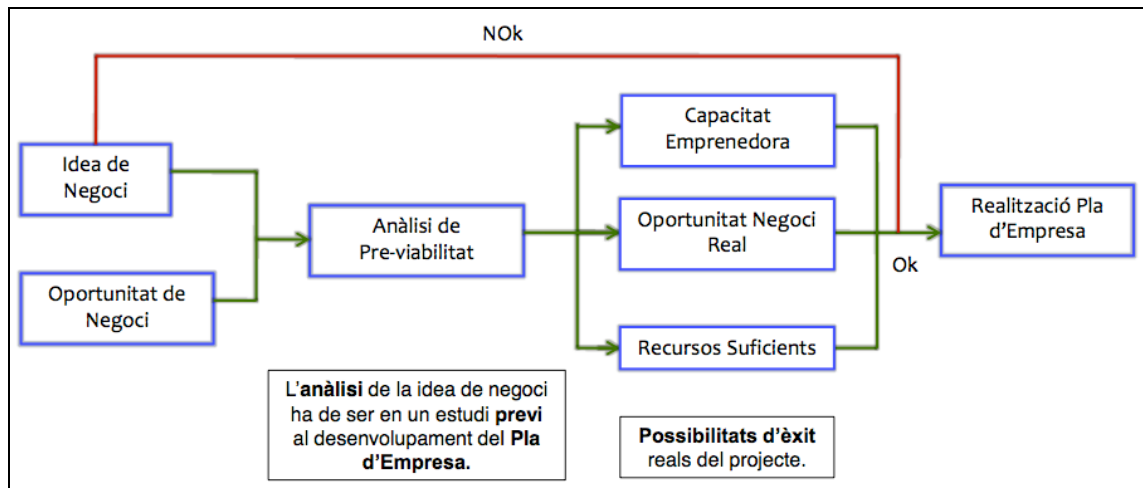 NOk
Idea de
Negoci
Oportunitat de
Negoci
Anàlisi de
Pre-viabilitat
Capacitat
Emprenedora
Oportunitat Negoci
Real
Recursos Suficients
Ok
Realització Pla
d'Empresa
L'anàlisi de la idea de negoci
ha de ser en un estudi previ
al desenvolupament del Pla
d'Empresa.
Possibilitats d'èxit
reals del projecte.